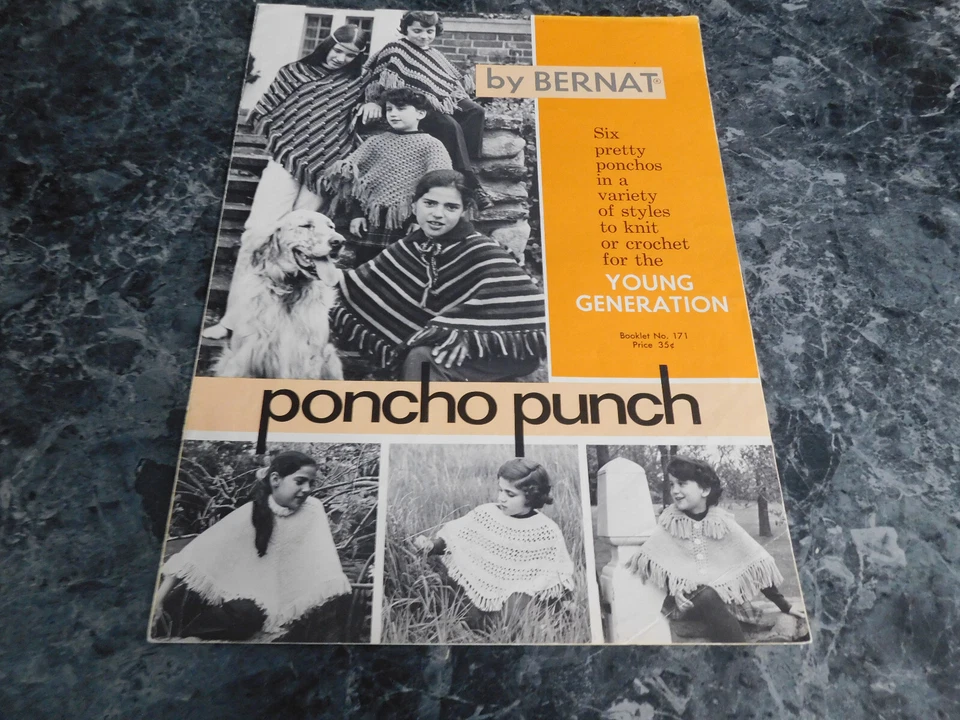 by BERNAT®
Six
pretty
ponchos
in a
variety
of styles
to knit
or crochet
for the
YOUNG
GENERATION
Booklet No. 171
Price 35¢
poncho punch